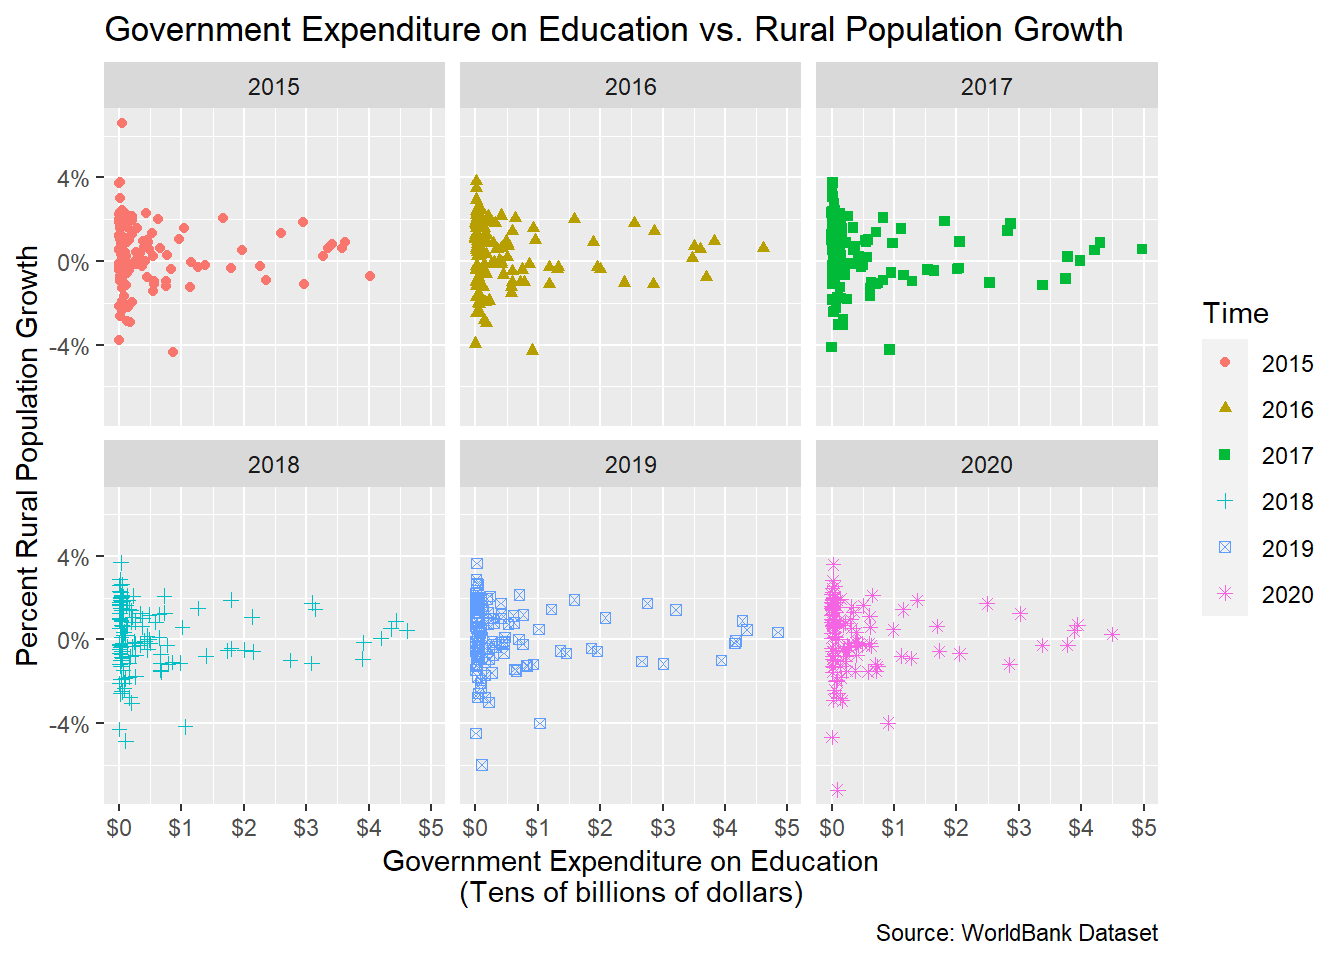 Government Expenditure on Education vs. Rural Population Growth
2015 2016 2017
4%
0%
-4%
2018 2019 2020
4%
0%
-4%
$0 $1 $2 $3 $4 $5 $0 $1 $2 $3 $4 $5 $0 $1 $2 $3 $4 $5
Percent Rural Population Growth
Government Expenditure on Education
(Tens of billions of dollars)
Time
2015
2016
2017
2018
2019
2020
Source: WorldBank Dataset